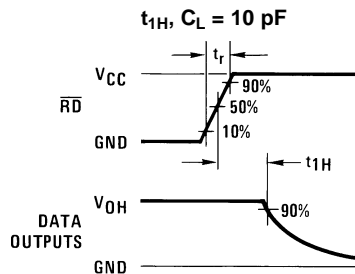 t1H, CL = 10 pF
tr
VCC
90%
50%
RD
10%
GND
t1H
VOH
90%
DATA
OUTPUTS
GND